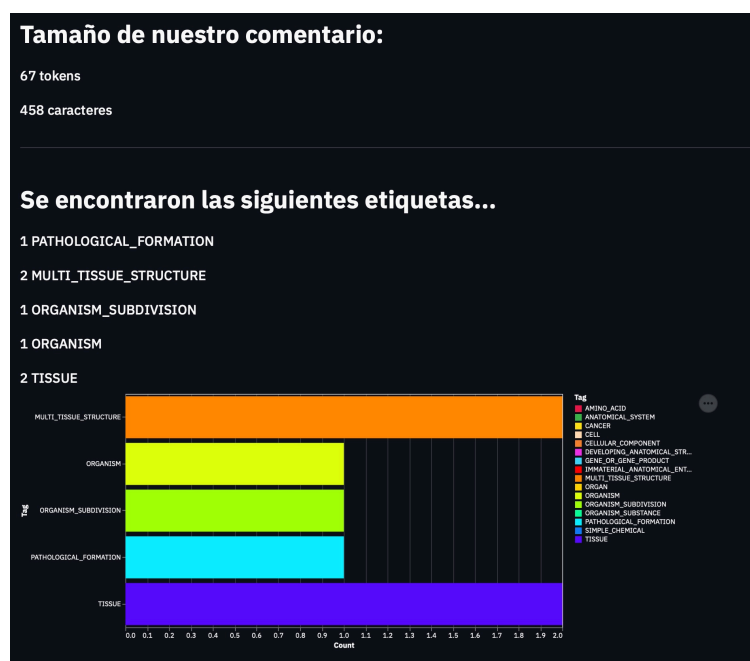 Tamaño de nuestro comentario:
67 tokens
458 caracteres
Se encontraron las siguientes etiquetas...
1 PATHOLOGICAL_FORMATION
2 MULTI_TISSUE_STRUCTURE
1 ORGANISM_SUBDIVISION
1 ORGANISM
2 TISSUE
MULTI_TISSUE_STRUCTURE
ORGANISM
ORGANISM_SUBDIVISION
PATHOLOGICAL_FORMATION
TISSUE
Tag
0.0 0.1 0.2 0.3 0.4 0.5 0.6 0.7 0.8 0.9 1.0 1.1 1.2 1.3 1.4 1.5 1.6 1.7 1.8 1.9 2.0
Count
Tag
AMINO_ACID
ANATOMICAL_SYSTEM
CANCER
CELL
CELLULAR_COMPONENT
DEVELOPING_ANATOMICAL_STR...
GENE_OR_GENE_PRODUCT
IMMATERIAL_ANATOMICAL_ENT...
MULTI_TISSUE_STRUCTURE
ORGAN
ORGANISM
ORGANISM_SUBDIVISION
ORGANISM_SUBSTANCE
PATHOLOGICAL_FORMATION
SIMPLE_CHEMICAL
TISSUE